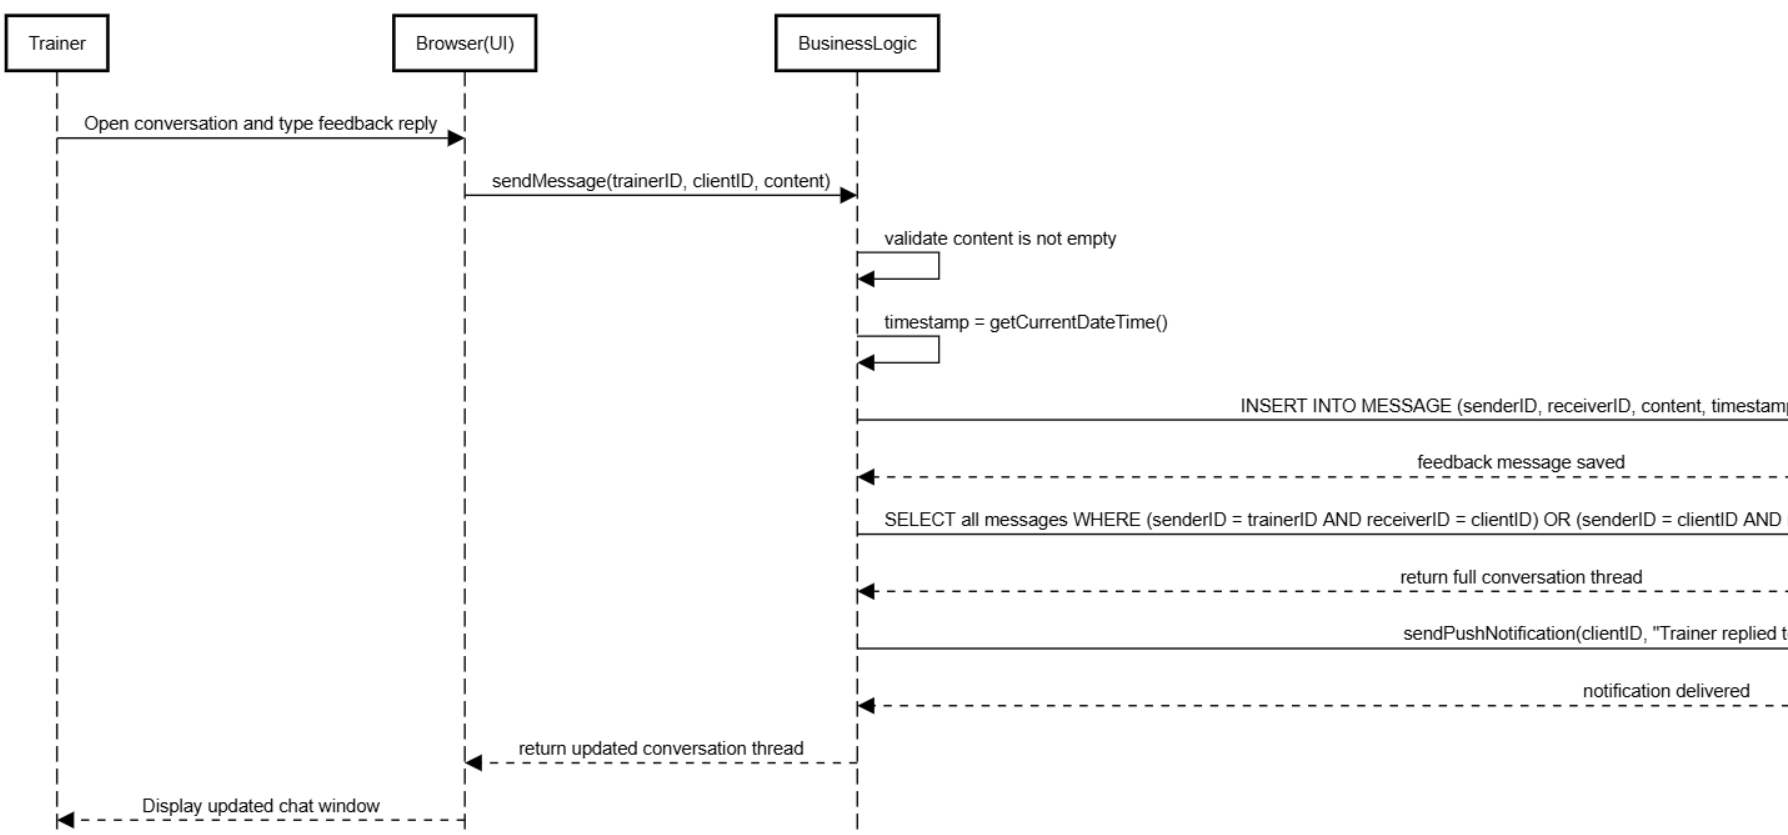 Trainer
Browser(UI)
BusinessLogic
Open conversation and type feedback reply
sendMessage(trainerID, clientID, content)
validate content is not empty
timestamp = getCurrentDateTime()
INSERT INTO MESSAGE (senderID, receiverID, content, timestamp
feedback message saved
SELECT all messages WHERE (senderID = trainerID AND receiverID = clientID) OR (senderID = clientID AND
return full conversation thread
sendPushNotification(clientID, "Trainer replied
notification delivered
return updated conversation thread
Display updated chat window